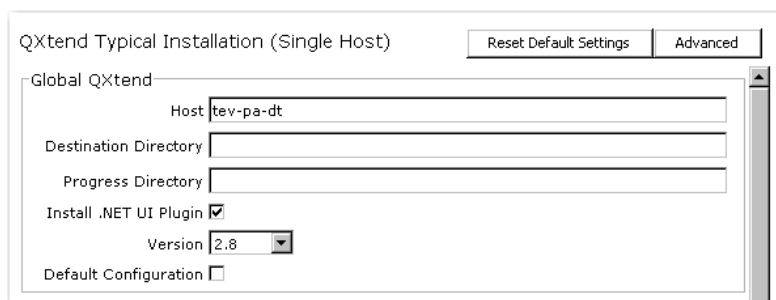 QXtend Typical Installation (Single Host)
Reset Default Settings
Advanced
Global QXtend
Host tev-pa-dt
Destination Directory
Progress Directory
Install .NET UI Plugin
Version 2.8
Default Configuration